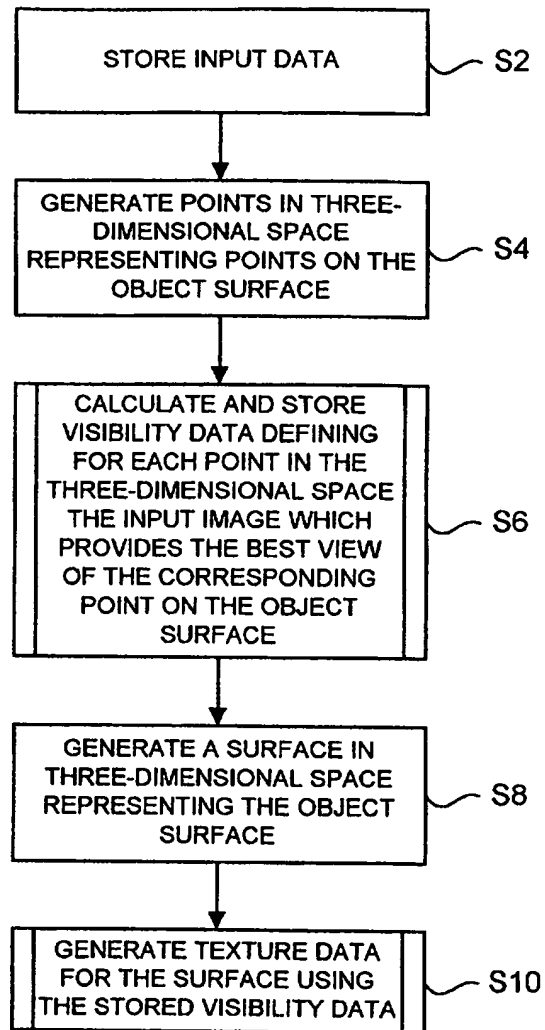 STORE INPUT DATA
S2
GENERATE POINTS IN THREE-
DIMENSIONAL SPACE
REPRESENTING POINTS ON THE
OBJECT SURFACE
S4
CALCULATE AND STORE
VISIBILITY DATA DEFINING
FOR EACH POINT IN THE
THREE-DIMENSIONAL SPACE
THE INPUT IMAGE WHICH
PROVIDES THE BEST VIEW
OF THE CORRESPONDING
POINT ON THE OBJECT
SURFACE
S6
GENERATE A SURFACE IN
THREE-DIMENSIONAL SPACE
REPRESENTING THE OBJECT
SURFACE
S8
GENERATE TEXTURE DATA
FOR THE SURFACE USING
THE STORED VISIBILITY DATA
S10